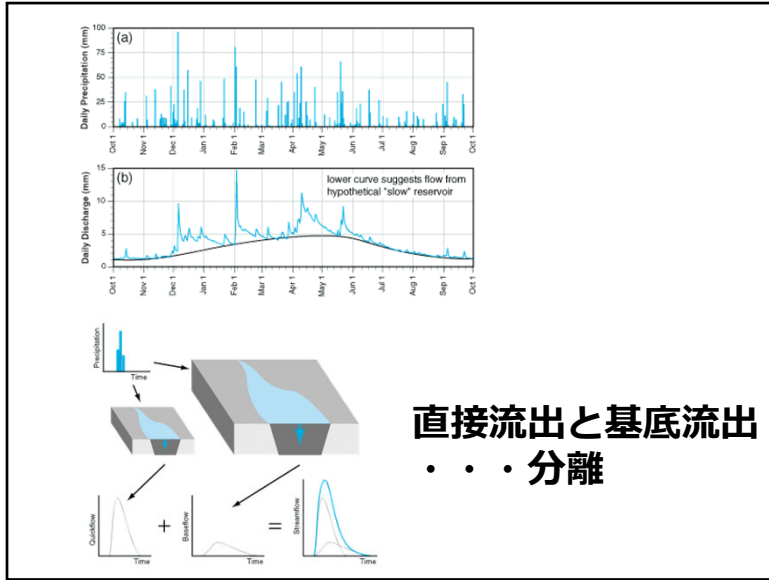 (a)
Daily Precipitation (mm)
100
75
50
25
0
Oct 1 Nov 1 Dec 1 Jan 1 Feb 1 Mar 1 Apr 1 May 1 Jun 1 Jul 1 Aug 1 Sep 1 Oct 1
(b)
lower curve suggests flow from
hypothetical "slow" reservoir
Daily Discharge (mm)
15
10
5
0
Oct 1 Nov 1 Dec 1 Jan 1 Feb 1 Mar 1 Apr 1 May 1 Jun 1 Jul 1 Aug 1 Sep 1 Oct 1
Precipitation
Time
直接流出と基底流出
・・・分離
Quickflow
Time
+
Baseflow
Time
=
Streamflow
Time